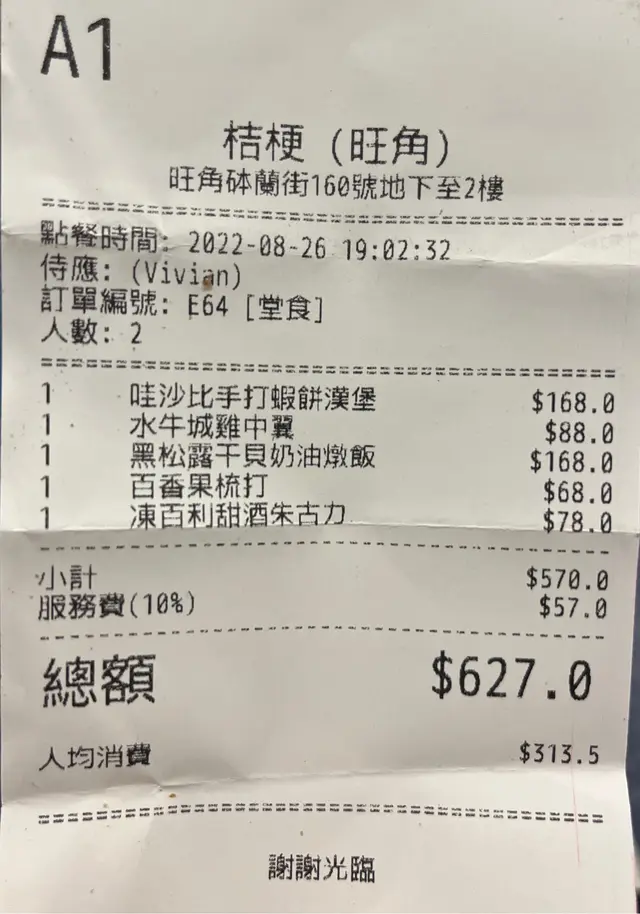 A1
桔梗 (旺角)
旺角砵蘭街160號地下至2樓
點餐時間: 2022-08-26 19:02:32
侍應: (Vivian)
訂單編號: E64 [堂食]
人數: 2
1 哇沙比手打蝦餅漢堡 $168.0
1 水牛城雞中翼 $88.0
1 黑松露干貝奶油燉飯 $168.0
1 百香果梳打 $68.0
1 凍百利甜酒朱古力 $78.0
小計 $570.0
服務費(10%) $57.0
總額 $627.0
人均消費 $313.5
謝謝光臨